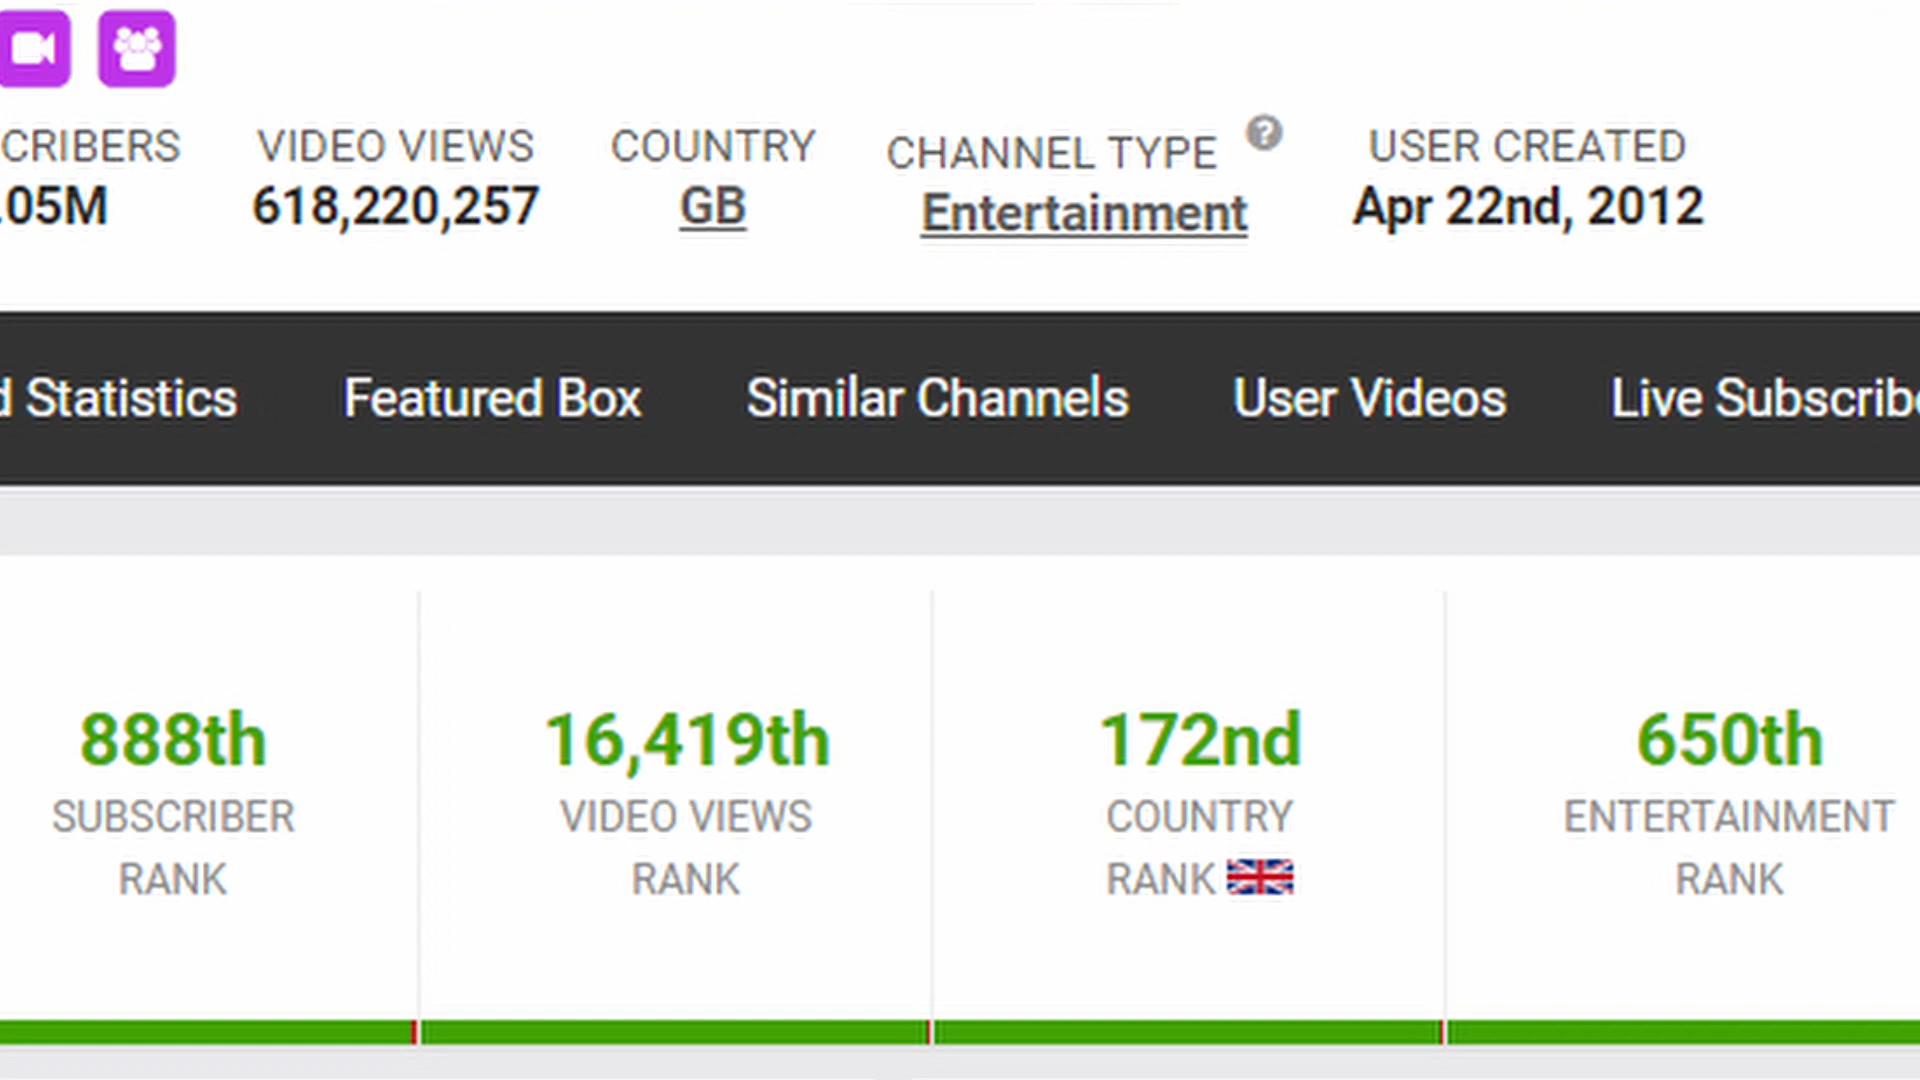 CRIBERS VIDEO VIEWS COUNTRY CHANNEL TYPE ? USER CREATED
.05M 618,220,257 GB Entertainment Apr 22nd, 2012
d Statistics Featured Box Similar Channels User Videos Live Subscribe
888th 16,419th 172nd 650th
SUBSCRIBER VIDEO VIEWS COUNTRY ENTERTAINMENT
RANK RANK RANK RANK